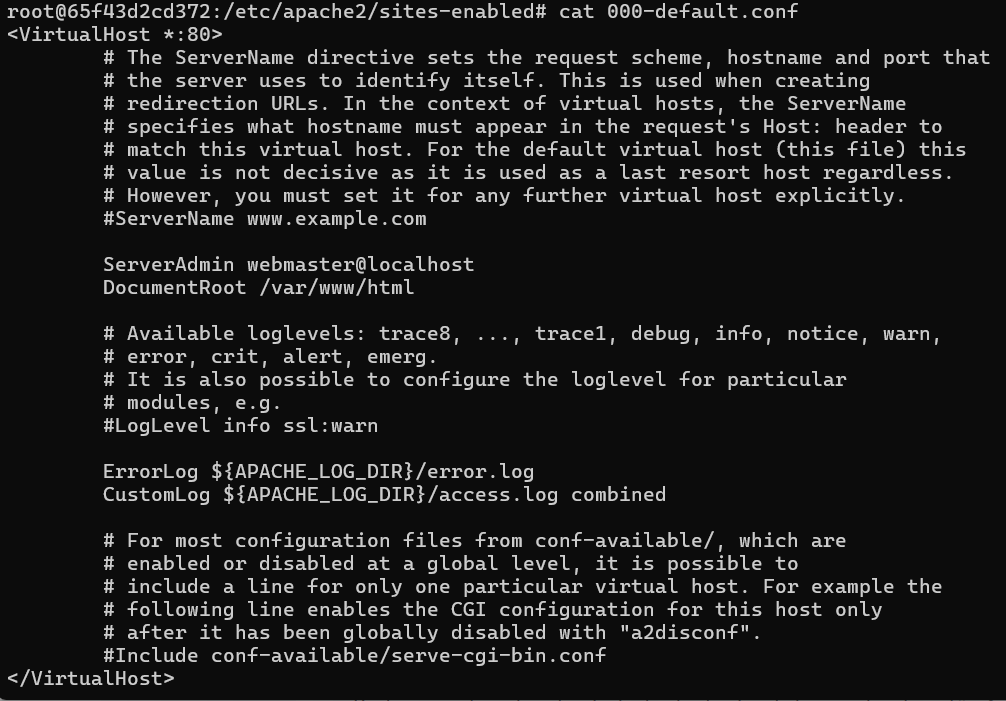 root@65f43d2cd372:/etc/apache2/sites-enabled# cat 000-default.conf
<VirtualHost *:80>
# The ServerName directive sets the request scheme, hostname and port that
# the server uses to identify itself. This is used when creating
# redirection URLs. In the context of virtual hosts, the ServerName
# specifies what hostname must appear in the request's Host: header to
# match this virtual host. For the default virtual host (this file) this
# value is not decisive as it is used as a last resort host regardless.
# However, you must set it for any further virtual host explicitly.
#ServerName www.example.com

ServerAdmin webmaster@localhost
DocumentRoot /var/www/html

# Available loglevels: trace8, ..., trace1, debug, info, notice, warn,
# error, crit, alert, emerg.
# It is also possible to configure the loglevel for particular
# modules, e.g.
#LogLevel info ssl:warn

ErrorLog ${APACHE_LOG_DIR}/error.log
CustomLog ${APACHE_LOG_DIR}/access.log combined

# For most configuration files from conf-available/, which are
# enabled or disabled at a global level, it is possible to
# include a line for only one particular virtual host. For example the
# following line enables the CGI configuration for this host only
# after it has been globally disabled with "a2disconf".
#Include conf-available/serve-cgi-bin.conf
</VirtualHost>